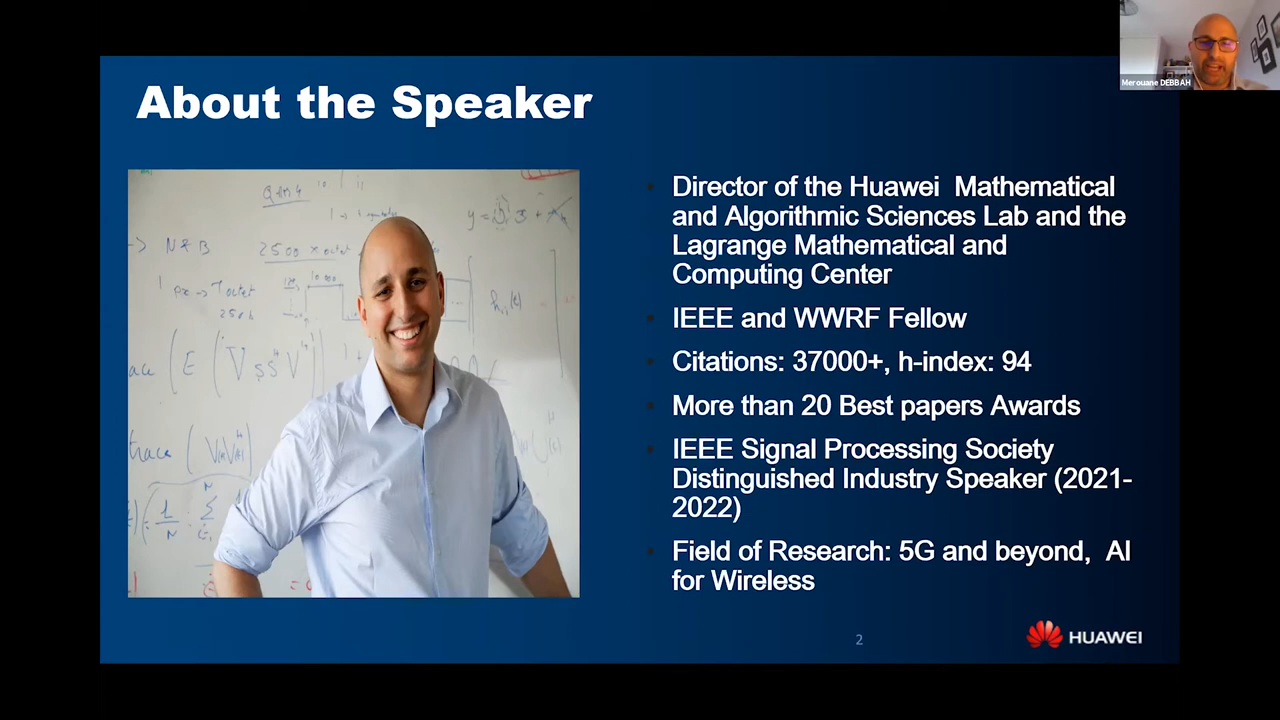 Merouane DEBBAH
About the Speaker
Director of the Huawei Mathematical
and Algorithmic Sciences Lab and the
Lagrange Mathematical and
Computing Center
IEEE and WWRF Fellow
Citations: 37000+, h-index: 94
More than 20 Best papers Awards
IEEE Signal Processing Society
Distinguished Industry Speaker (2021-
2022)
Field of Research: 5G and beyond, AI
for Wireless
2
HUAWEI
2500 x octet